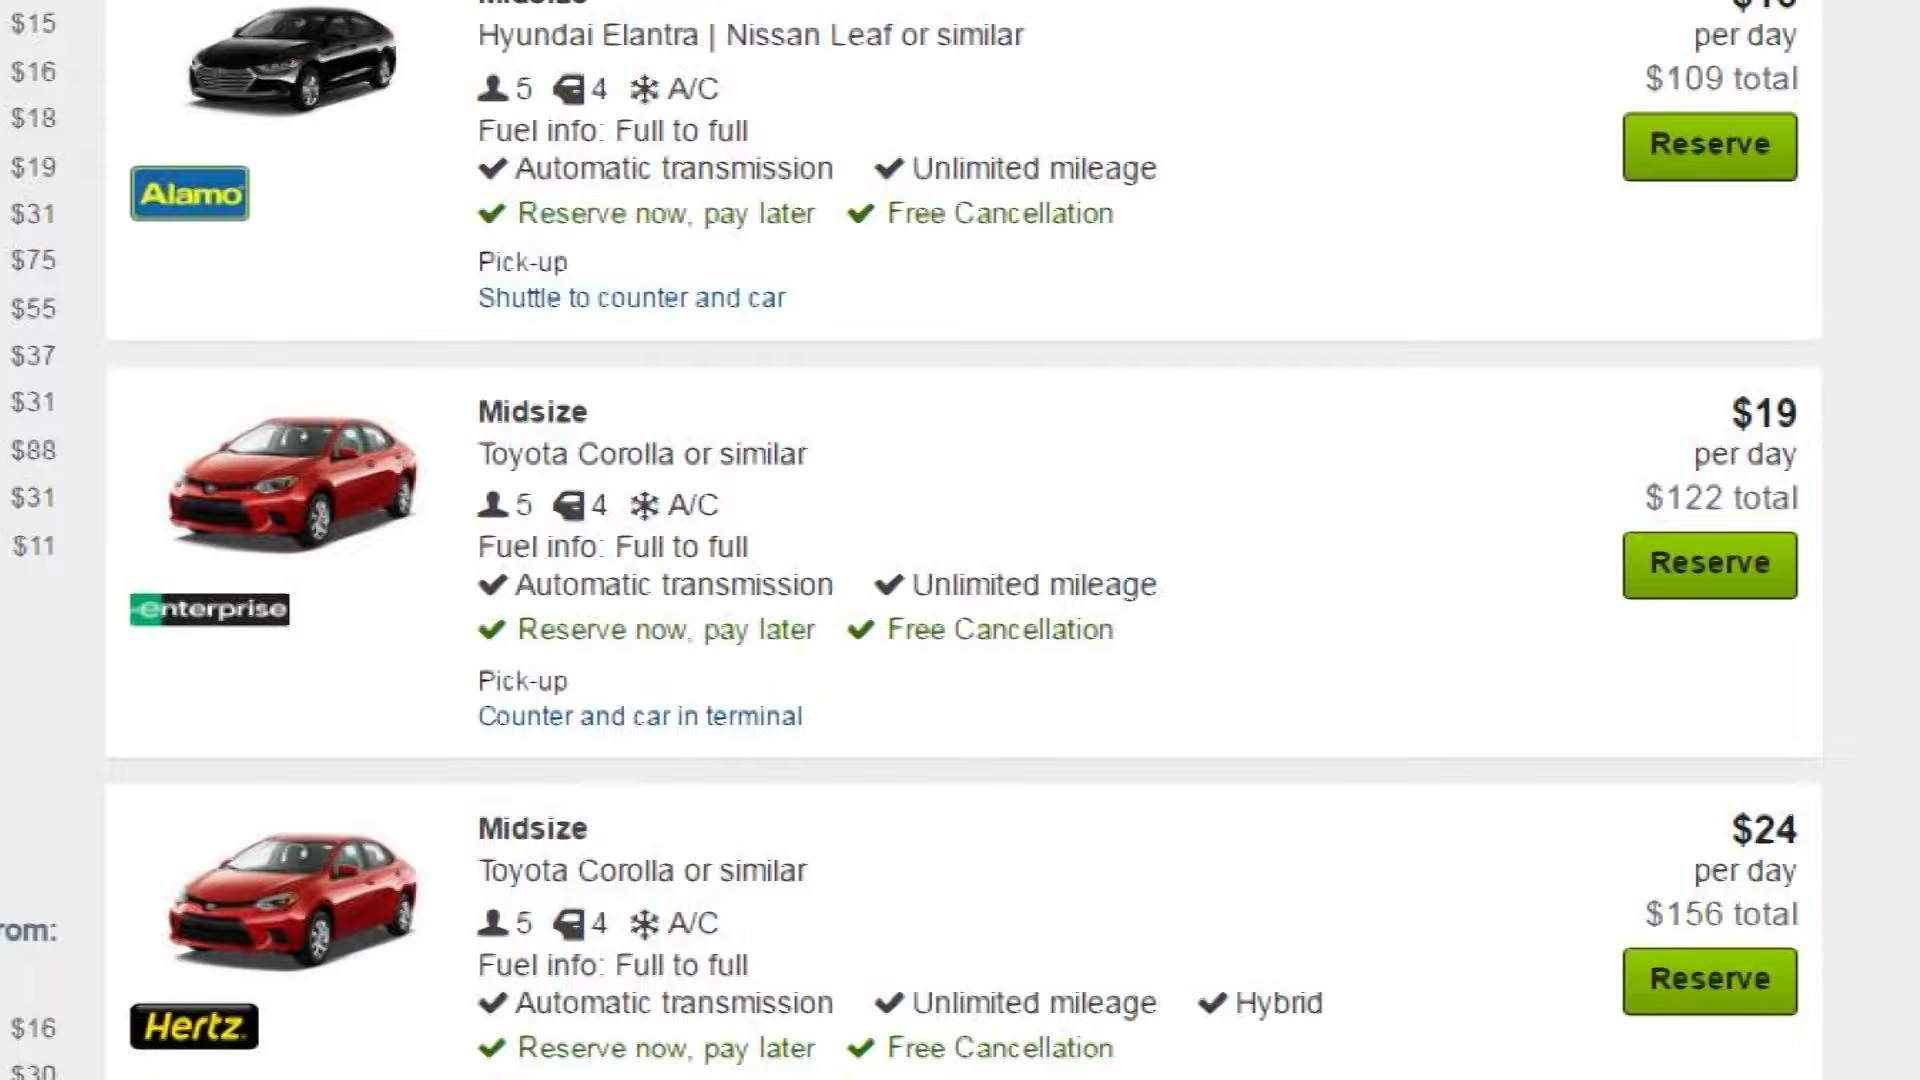 $15
$16
$18
$19
$31
$75
$55
$37
$31
$88
$31
$11
rom:
$16
$30
Midsize
Hyundai Elantra | Nissan Leaf or similar
5 4 A/C
Fuel info: Full to full
Automatic transmission Unlimited mileage
Reserve now, pay later Free Cancellation
Pick-up
Shuttle to counter and car
Alamo
per day
$109 total
Reserve
Midsize
Toyota Corolla or similar
5 4 A/C
Fuel info: Full to full
Automatic transmission Unlimited mileage
Reserve now, pay later Free Cancellation
Pick-up
Counter and car in terminal
enterprise
$19
per day
$122 total
Reserve
Midsize
Toyota Corolla or similar
5 4 A/C
Fuel info: Full to full
Automatic transmission Unlimited mileage Hybrid
Reserve now, pay later Free Cancellation
Hertz
$24
per day
$156 total
Reserve